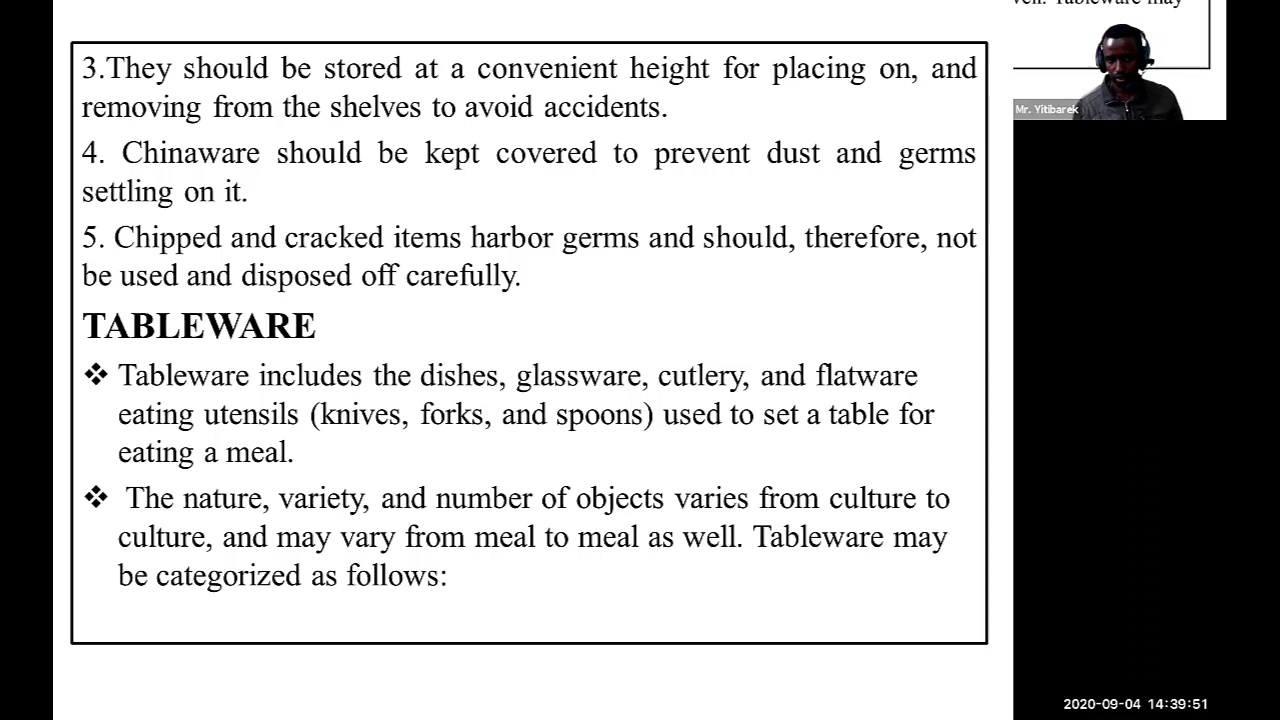 3.They should be stored at a convenient height for placing on, and
removing from the shelves to avoid accidents.
4. Chinaware should be kept covered to prevent dust and germs
settling on it.
5. Chipped and cracked items harbor germs and should, therefore, not
be used and disposed off carefully.
TABLEWARE
❖ Tableware includes the dishes, glassware, cutlery, and flatware
eating utensils (knives, forks, and spoons) used to set a table for
eating a meal.
❖ The nature, variety, and number of objects varies from culture to
culture, and may vary from meal to meal as well. Tableware may
be categorized as follows:
Tableware may
Mr. Yitibarek
2020-09-04 14:39:51